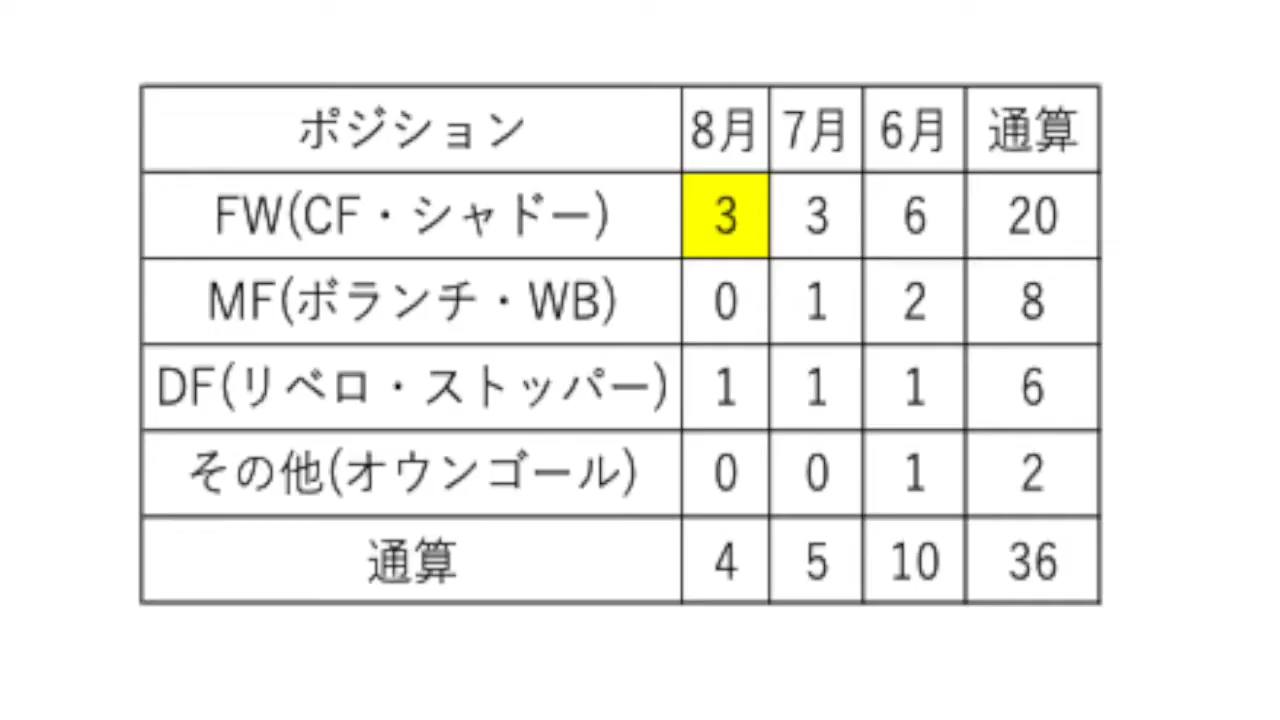 ポジション 8月 7月 6月 通算
FW(CF・シャドー) 3 3 6 20
MF(ボランチ・WB) 0 1 2 8
DF(リベロ・ストッパー) 1 1 1 6
その他(オウンゴール) 0 0 1 2
通算 4 5 10 36